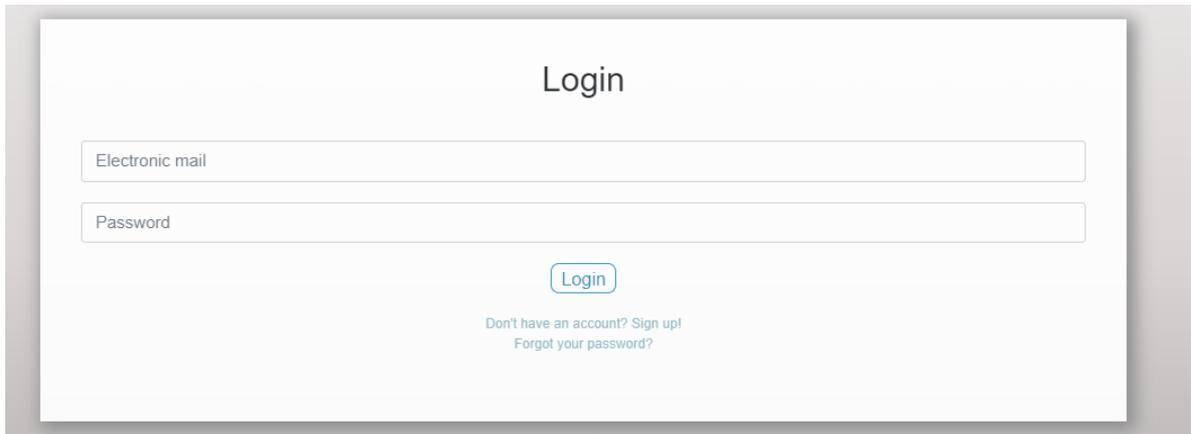 Login
Electronic mail
Password
Login
Don't have an account? Sign up!
Forgot your password?